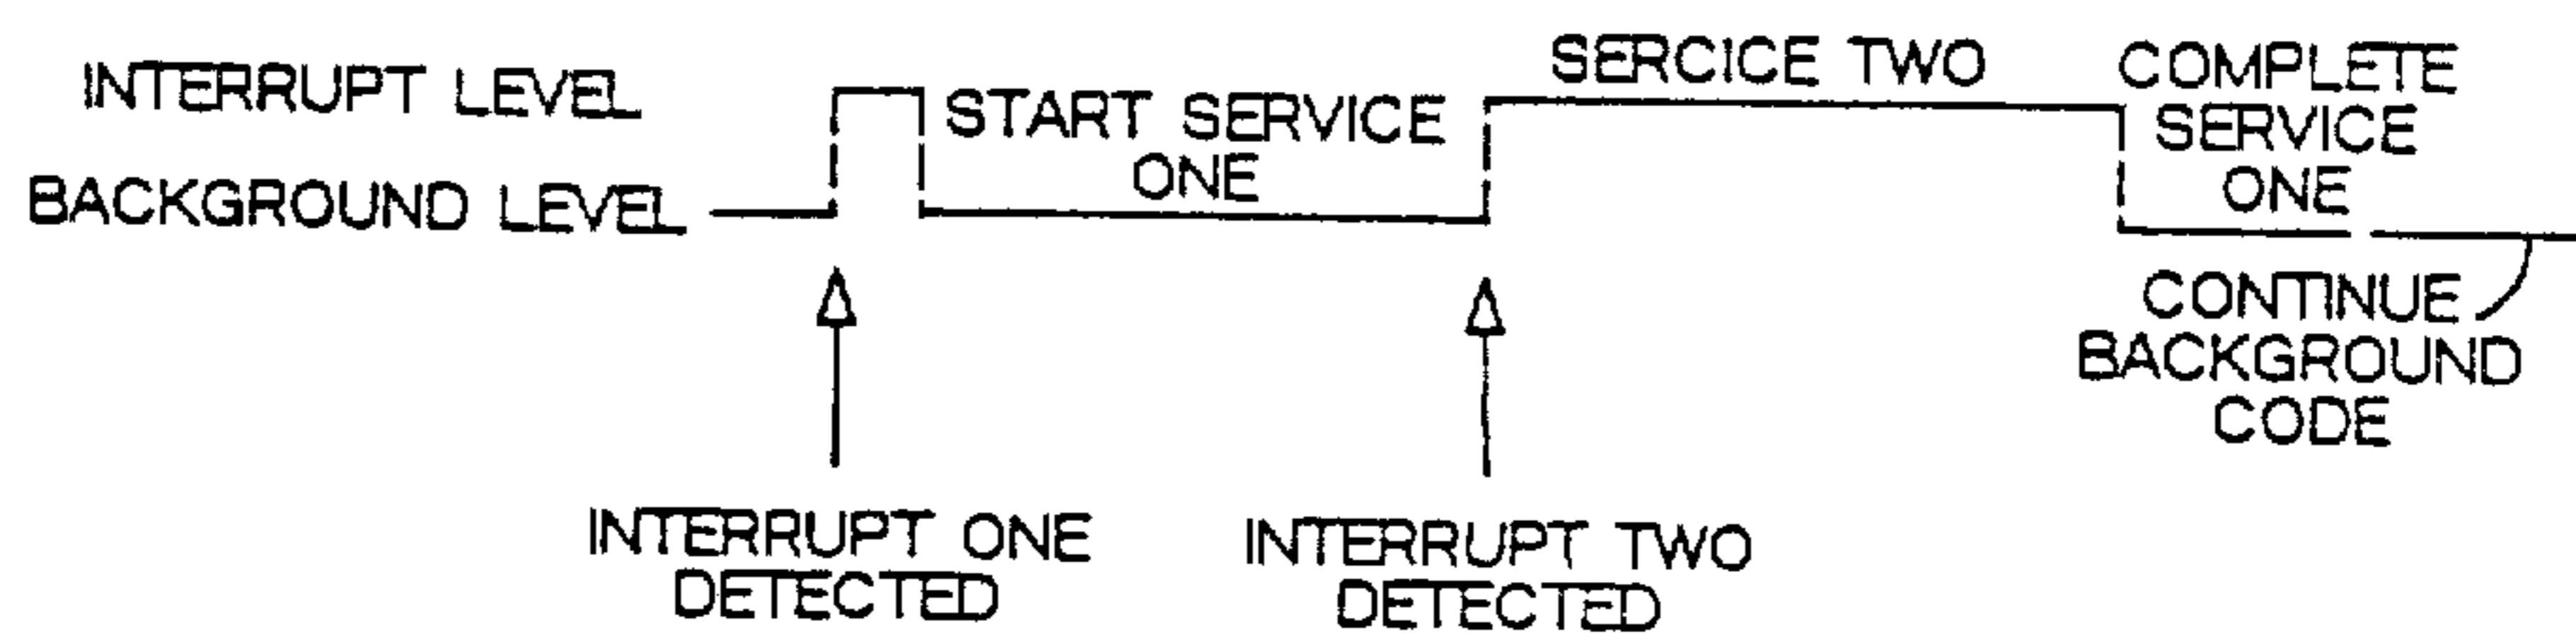 INTERRUPT LEVEL
BACKGROUND LEVEL
START SERVICE
ONE
SERCICE TWO
COMPLETE
SERVICE
ONE
CONTINUE
BACKGROUND
CODE
INTERRUPT ONE
DETECTED
INTERRUPT TWO
DETECTED